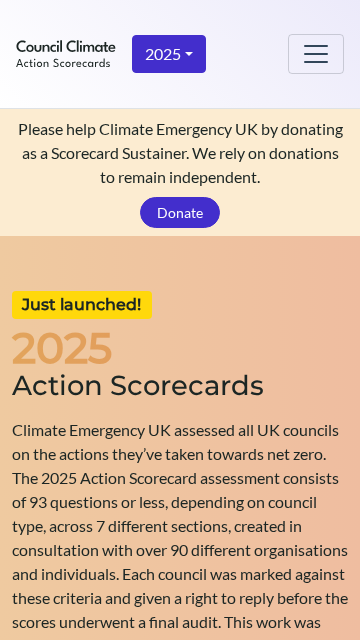 Council Climate
Action Scorecards
2025
Please help Climate Emergency UK by donating
as a Scorecard Sustainer. We rely on donations
to remain independent.
Donate
Just launched!
2025
Action Scorecards
Climate Emergency UK assessed all UK councils
on the actions they’ve taken towards net zero.
The 2025 Action Scorecard assessment consists
of 93 questions or less, depending on council
type, across 7 different sections, created in
consultation with over 90 different organisations
and individuals. Each council was marked against
these criteria and given a right to reply before the
scores underwent a final audit. This work was